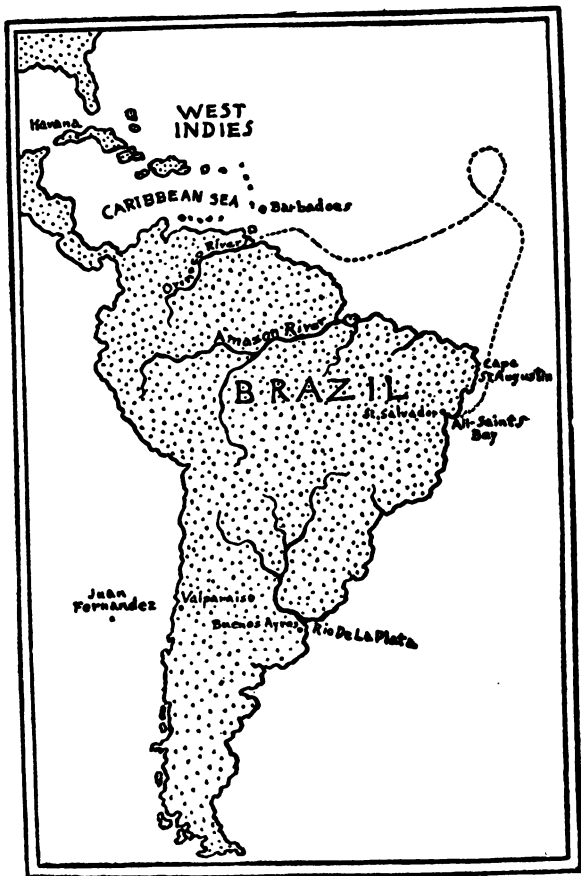 Havana
WEST
INDIES
CARIBBEAN SEA
Barbadoes
Orinoco River
Amazon River
BRAZIL
Cape
St. Augustin
St. Salvador
All-Saints
Bay
Juan
Fernandez
Valparaiso
Buenos Ayres
Rio De La Plata